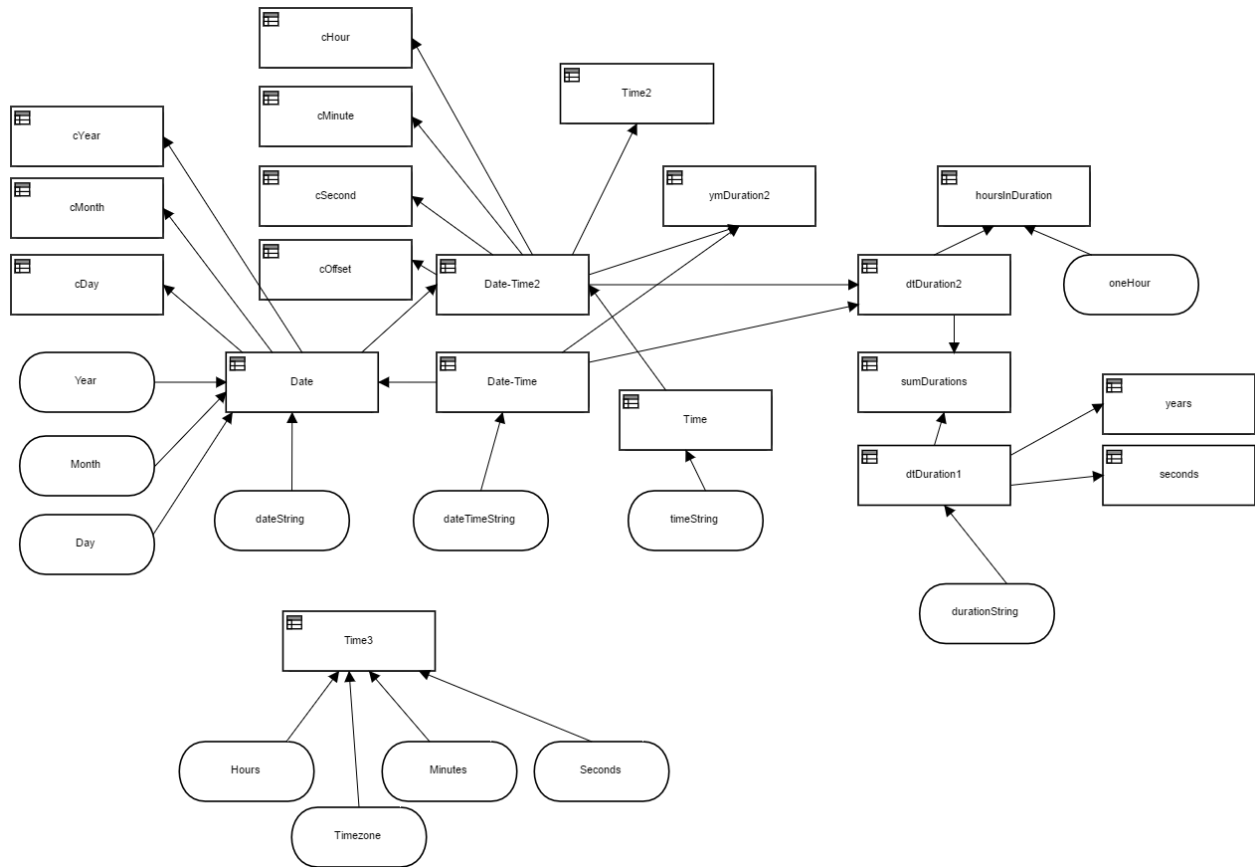 cHour
Time2
cMinute
cYear
cSecond
ymDuration2
hoursInDuration
cMonth
cOffset
cDay
Date-Time2
dtDuration2
oneHour
Year
Date
Date-Time
sumDurations
Time
years
Month
dtDuration1
seconds
dateString
dateTimeString
timeString
Day
durationString
Time3
Hours
Minutes
Seconds
Timezone